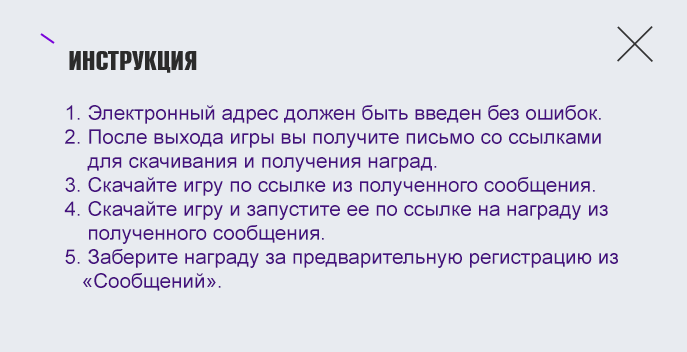 ИНСТРУКЦИЯ
1. Электронный адрес должен быть введен без ошибок.
2. После выхода игры вы получите письмо со ссылками
для скачивания и получения наград.
3. Скачайте игру по ссылке из полученного сообщения.
4. Скачайте игру и запустите ее по ссылке на награду из
полученного сообщения.
5. Заберите награду за предварительную регистрацию из
«Сообщений».